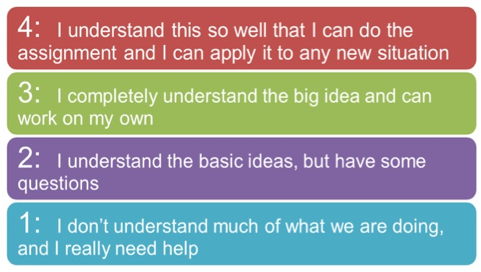 4: I understand this so well that I can do the
assignment and I can apply it to any new situation
3: I completely understand the big idea and can
work on my own
2: I understand the basic ideas, but have some
questions
1: I don’t understand much of what we are doing,
and I really need help